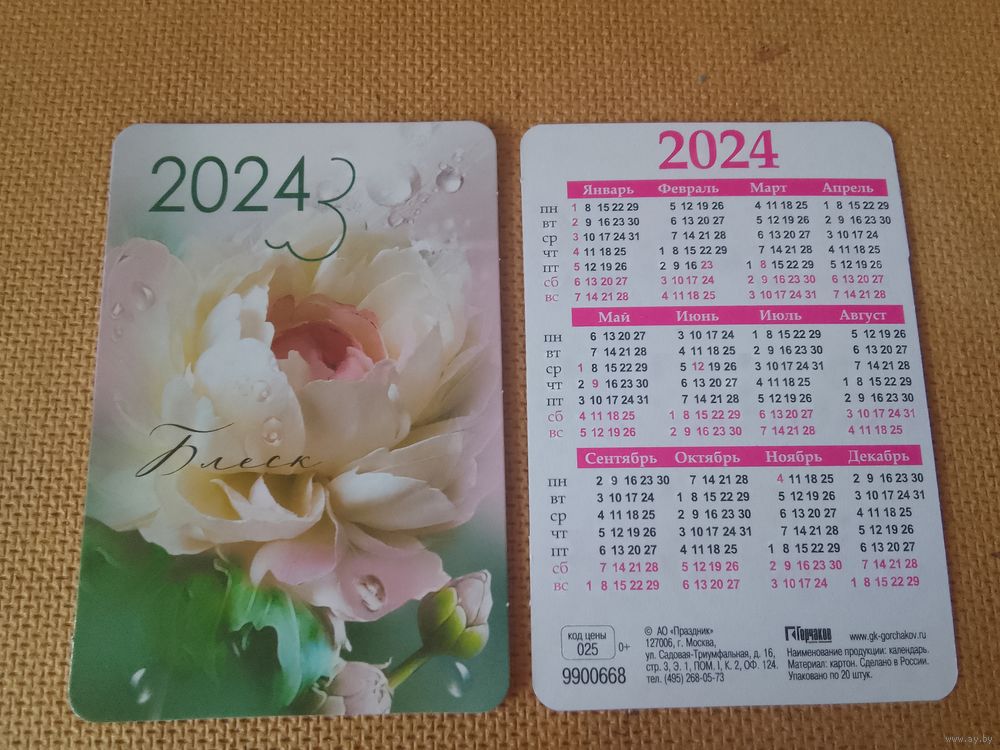 2024
Блеск
2024
Январь Февраль Март Апрель
пн 1 8 15 22 29 5 12 19 26 4 11 18 25 1 8 15 22 29
вт 2 9 16 23 30 6 13 20 27 5 12 19 26 2 9 16 23 30
ср 3 10 17 24 31 7 14 21 28 6 13 20 27 3 10 17 24
чт 4 11 18 25 1 8 15 22 29 7 14 21 28 4 11 18 25
пт 5 12 19 26 2 9 16 23 1 8 15 22 29 5 12 19 26
сб 6 13 20 27 3 10 17 24 2 9 16 23 30 6 13 20 27
вс 7 14 21 28 4 11 18 25 3 10 17 24 31 7 14 21 28
Май Июнь Июль Август
пн 6 13 20 27 3 10 17 24 1 8 15 22 29 5 12 19 26
вт 7 14 21 28 4 11 18 25 2 9 16 23 30 6 13 20 27
ср 1 8 15 22 29 5 12 19 26 3 10 17 24 31 7 14 21 28
чт 2 9 16 23 30 6 13 20 27 4 11 18 25 1 8 15 22 29
пт 3 10 17 24 31 7 14 21 28 5 12 19 26 2 9 16 23 30
сб 4 11 18 25 1 8 15 22 29 6 13 20 27 3 10 17 24 31
вс 5 12 19 26 2 9 16 23 30 7 14 21 28 4 11 18 25
Сентябрь Октябрь Ноябрь Декабрь
пн 2 9 16 23 30 7 14 21 28 4 11 18 25 2 9 16 23 30
вт 3 10 17 24 1 8 15 22 29 5 12 19 26 3 10 17 24 31
ср 4 11 18 25 2 9 16 23 30 6 13 20 27 4 11 18 25
чт 5 12 19 26 3 10 17 24 31 7 14 21 28 5 12 19 26
пт 6 13 20 27 4 11 18 25 1 8 15 22 29 6 13 20 27
сб 7 14 21 28 5 12 19 26 2 9 16 23 30 7 14 21 28
вс 1 8 15 22 29 6 13 20 27 3 10 17 24 1 8 15 22 29
код цены
025
0+
9900668
© АО «Праздник»
127006, г. Москва,
ул. Садовая-Триумфальная, д. 16,
стр. 3, Э. 1, ПОМ. I, К. 2, ОФ. 124.
тел. (495) 268-05-73
Горчаков
www.gk-gorchakov.ru
Наименование продукции: календарь.
Материал: картон. Сделано в России.
Упаковано по 20 штук.
www.ay.by